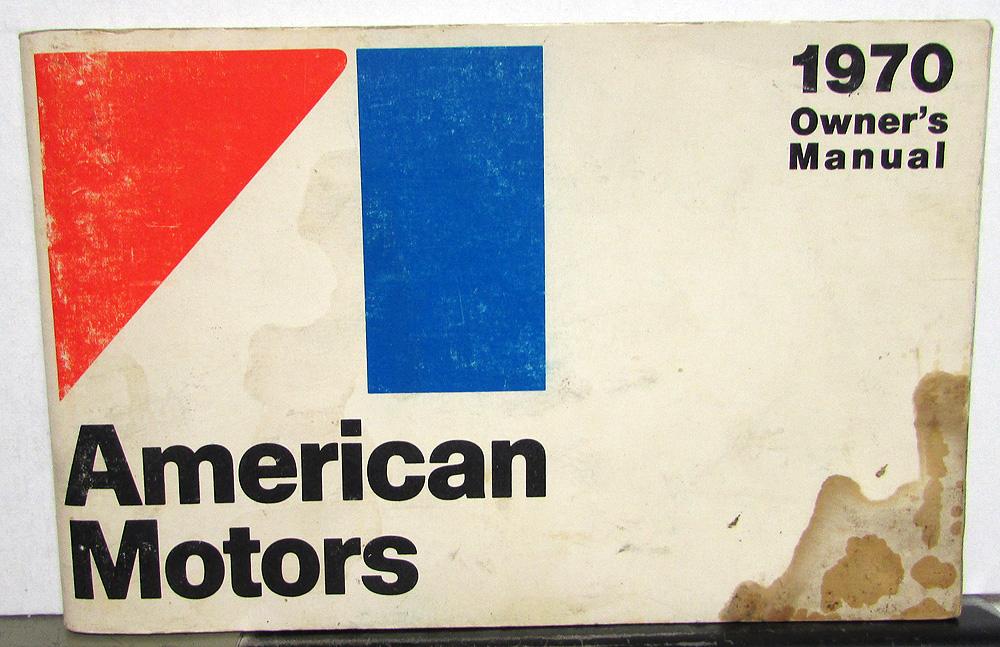 1970
Owner's
Manual
American
Motors